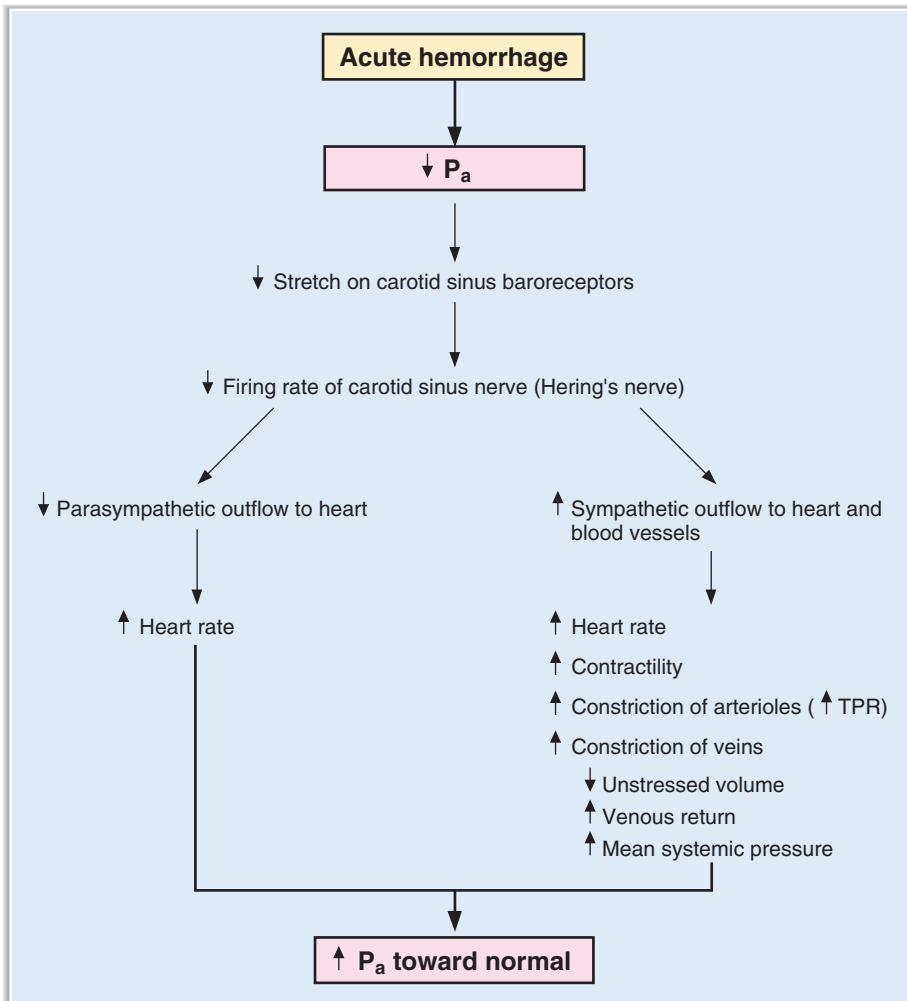 Acute hemorrhage
↓ Pa
↓ Stretch on carotid sinus baroreceptors
↓ Firing rate of carotid sinus nerve (Hering's nerve)
↓ Parasympathetic outflow to heart
↑ Heart rate
↑ Sympathetic outflow to heart and
blood vessels
↑ Heart rate
↑ Contractility
↑ Constriction of arterioles ( ↑ TPR)
↑ Constriction of veins
↓ Unstressed volume
↑ Venous return
↑ Mean systemic pressure
↑ Pa toward normal